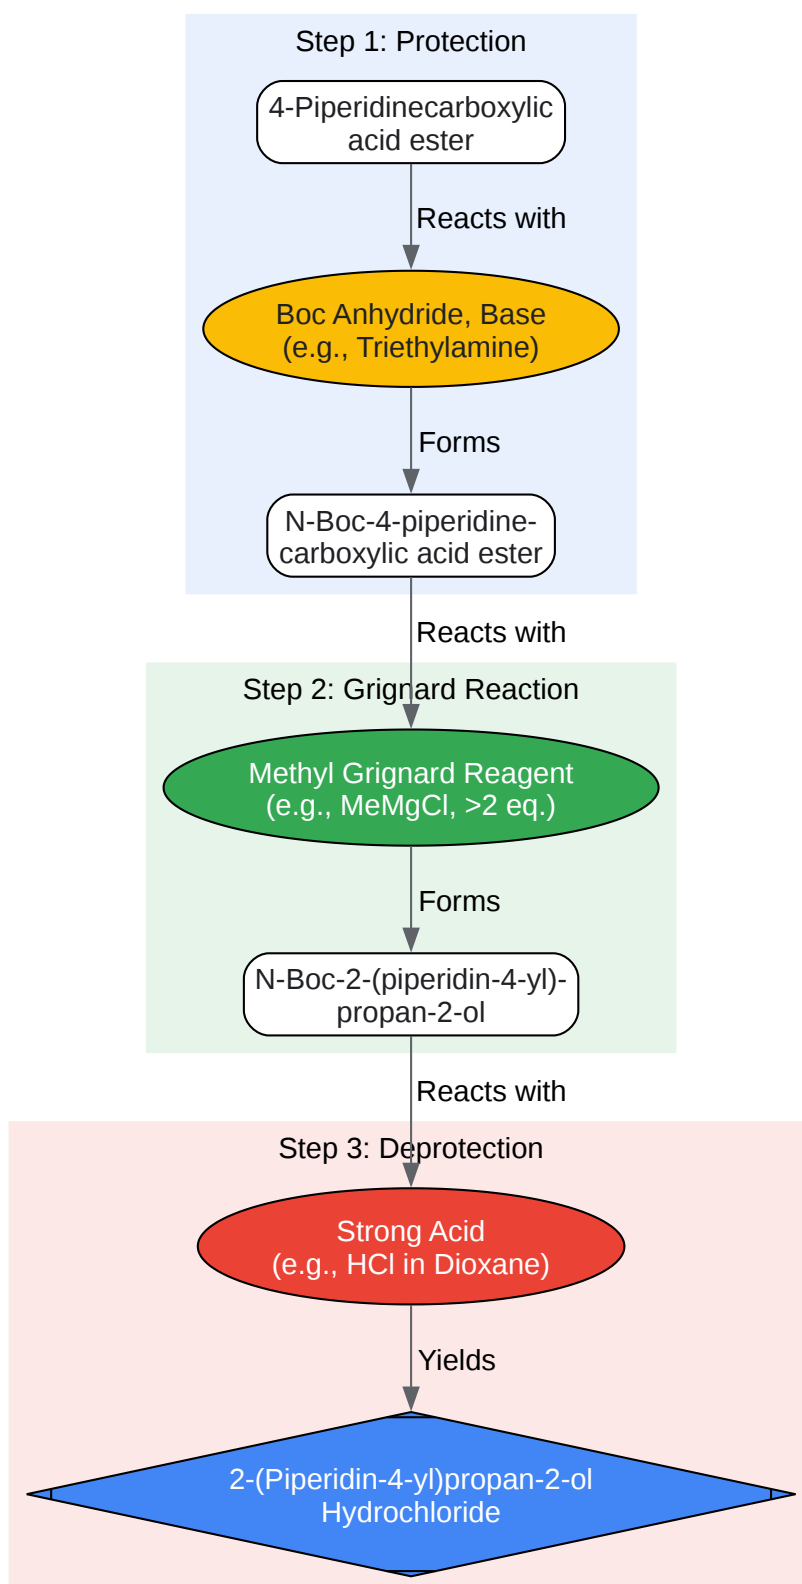 Step 1: Protection
4-Piperidinecarboxylic
acid ester
Reacts with
Boc Anhydride, Base
(e.g., Triethylamine)
Forms
N-Boc-4-piperidine-
carboxylic acid ester
Reacts with
Step 2: Grignard Reaction
Methyl Grignard Reagent
(e.g., MeMgCl, >2 eq.)
Forms
N-Boc-2-(piperidin-4-yl)-
propan-2-ol
Reacts with
Step 3: Deprotection
Strong Acid
(e.g., HCl in Dioxane)
Yields
2-(Piperidin-4-yl)propan-2-ol
Hydrochloride